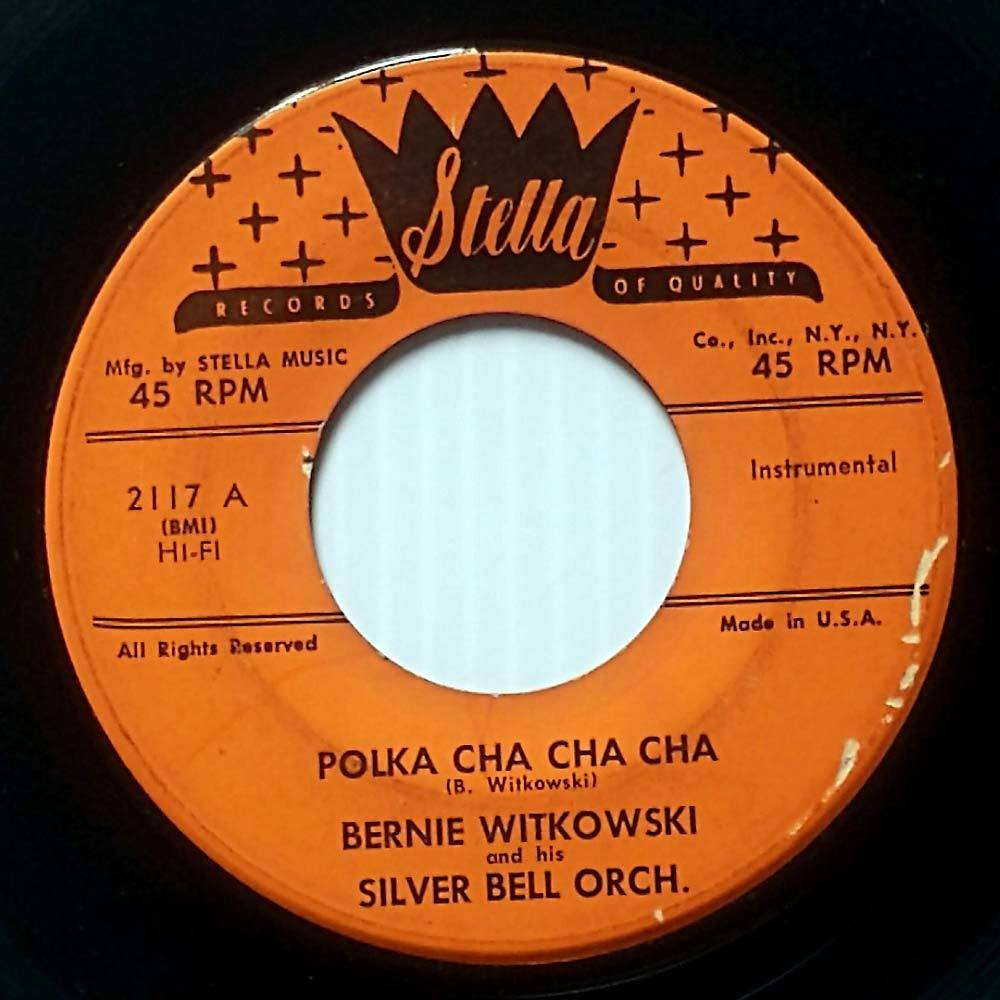 Stella
RECORDS
OF QUALITY
Mfg. by STELLA MUSIC
Co., Inc., N.Y., N.Y.
45 RPM
45 RPM
2117 A
(BMI)
HI-FI
Instrumental
All Rights Reserved
Made in U.S.A.
POLKA CHA CHA CHA
(B. Witkowski)
BERNIE WITKOWSKI
and his
SILVER BELL ORCH.